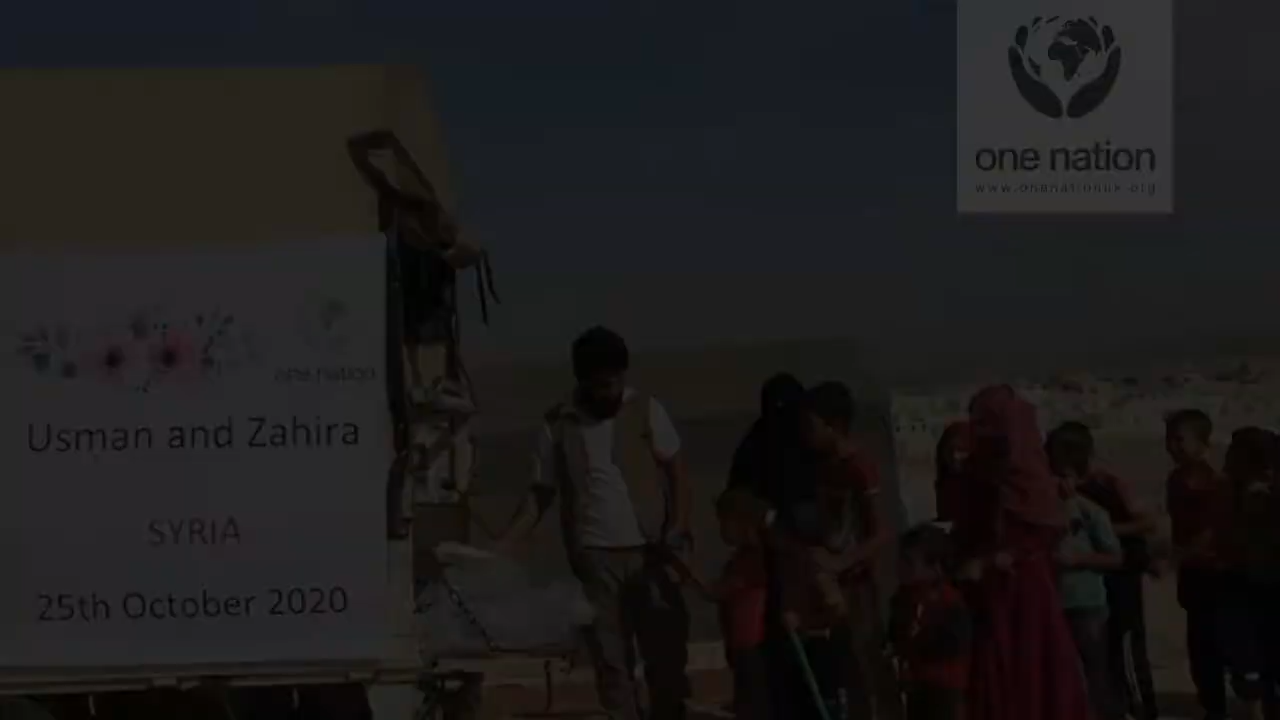 one nation
www.onenationuk.org
one nation
Usman and Zahira
SYRIA
25th October 2020